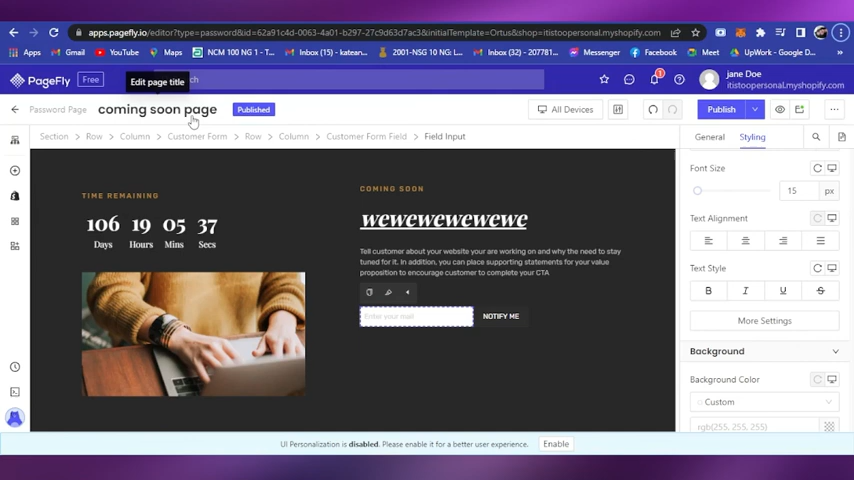 apps.pagefly.io/editor?type=password&id=62a91c4d-0063-4a01-b297-27c9d63d7ac3&initialTemplate=Ortus&shop=itistoopersonal.myshopify.com
Apps Gmail YouTube Maps NCM 100 NG 1 - T... Inbox (15) - katean... 2001-NSG 10 NG L... Inbox (32) - 207781... Messenger Facebook Meet UpWork - Google D...
PageFly Free rch jane Doe
itistoopersonal.myshopify.com
Edit page title
Password Page coming soon page Published All Devices Publish
Section Row Column Customer Form Row Column Customer Form Field Field Input
General Styling
TIME REMAINING
106 19 05 37
Days Hours Mins Secs
COMING SOON
wewewewewewe
Tell customer about your website your are working on and why the need to stay
tuned for it. In addition, you can place supporting statements for your value
proposition to encourage customer to complete your CTA
Enter your mail NOTIFY ME
Font Size
15 px
Text Alignment
Text Style
B I U S
More Settings
Background
Background Color
Custom
rgb(255, 255, 255)
UI Personalization is disabled. Please enable it for a better user experience. Enable